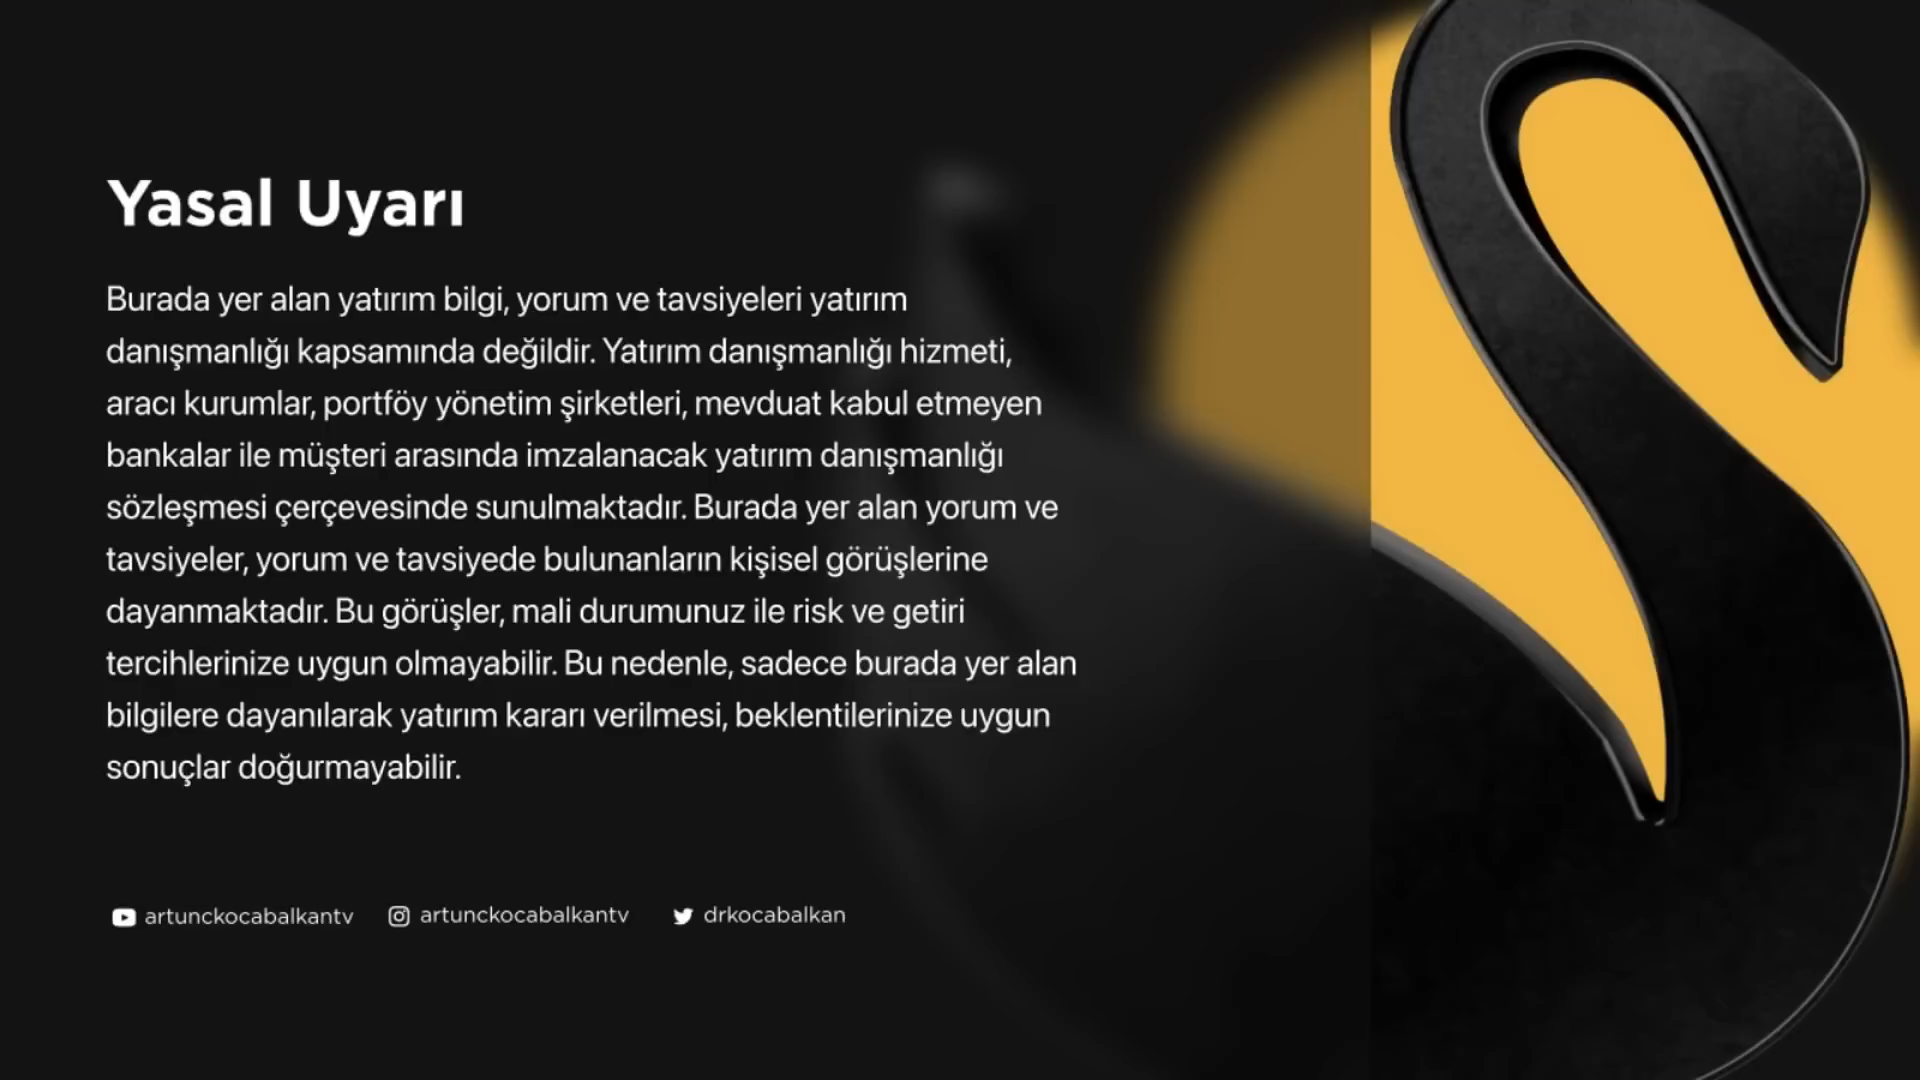 Yasal Uyarı
Burada yer alan yatırım bilgi, yorum ve tavsiyeleri yatırım
danışmanlığı kapsamında değildir. Yatırım danışmanlığı hizmeti,
aracı kurumlar, portföy yönetim şirketleri, mevduat kabul etmeyen
bankalar ile müşteri arasında imzalanacak yatırım danışmanlığı
sözleşmesi çerçevesinde sunulmaktadır. Burada yer alan yorum ve
tavsiyeler, yorum ve tavsiyede bulunanların kişisel görüşlerine
dayanmaktadır. Bu görüşler, mali durumunuz ile risk ve getiri
tercihlerinize uygun olmayabilir. Bu nedenle, sadece burada yer alan
bilgilere dayanılarak yatırım kararı verilmesi, beklentilerinize uygun
sonuçlar doğurmayabilir.
artunckocabalkantv artunckocabalkantv drkocabalkan